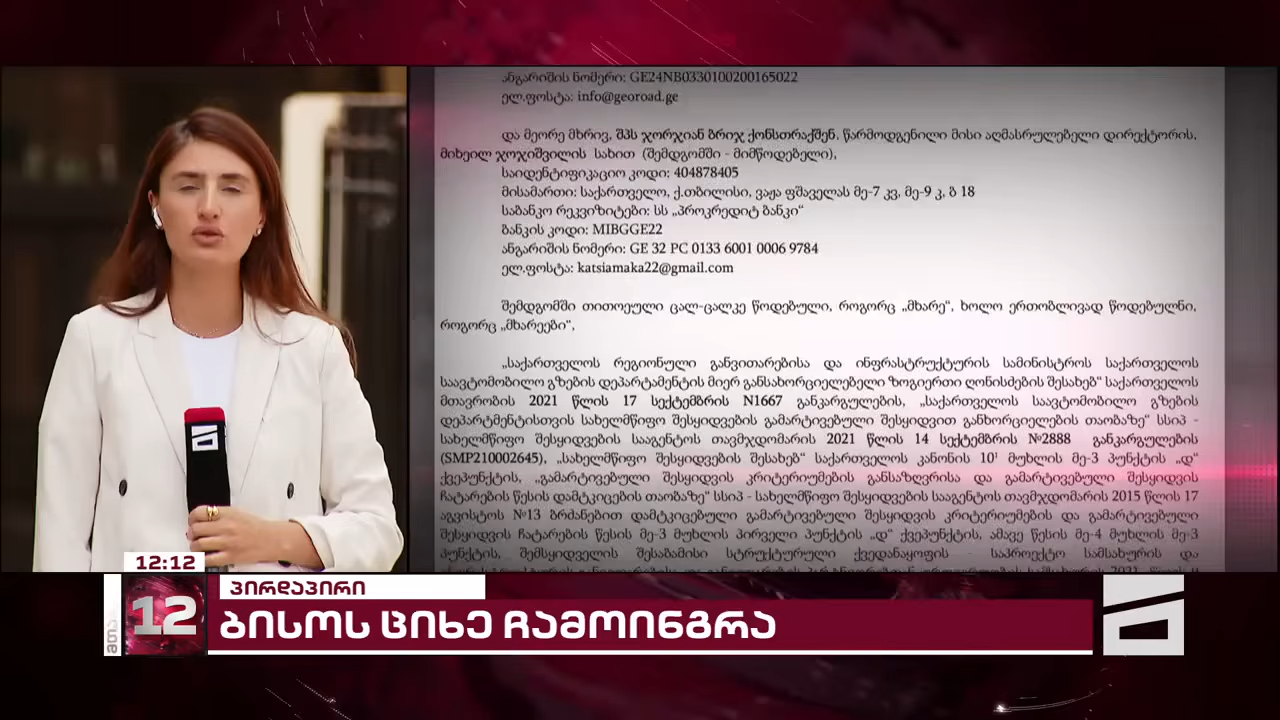 ანგარიშის ნომერი: GE24NB0330100200165022
ელ.ფოსტა: info@georoad.ge
და მეორე მხრივ, შპს ჯორჯიან ბრიჯ ქონსთრაქშენ. წარმოდგენილი მისი აღმასრულებელი დირექტორის,
მიხეილ ჯოჯიშვილის სახით (შემდგომში - მიმწოდებელი),
საიდენტიფიკაციო კოდი: 404878405
მისამართი: საქართველო, ქ.თბილისი, ვაჟა ფშაველას მე-7 კვ, მე-9 კ, ბ 18
საბანკო რეკვიზიტები: სს „პროკრედიტ ბანკი“
ბანკის კოდი: MIBGGE22
ანგარიშის ნომერი: GE 32 PC 0133 6001 0006 9784
ელ.ფოსტა: katsiamaka22@gmail.com
შემდგომში თითოეული ცალ-ცალკე წოდებული, როგორც „მხარე“, ხოლო ერთობლივად წოდებულნი,
როგორც „მხარეები“,
„საქართველოს რეგიონული განვითარებისა და ინფრასტრუქტურის სამინისტროს საქართველოს
საავტომობილო გზების დეპარტამენტის მიერ განსახორციელებელი ზოგიერთი ღონისძების შესახებ“ საქართველოს
მთავრობის 2021 წლის 17 სექტემბრის N1667 განკარგულების, „საქართველოს საავტომობილო გზების
დეპარტმენტისთვის სახელმწიფო შესყიდვების გამარტივებული შესყიდვით განხორციელების თაობაზე“ სსიპ -
სახელმწიფო შესყიდვების სააგენტოს თავმჯდომარის 2021 წლის 14 სექტემბრის №2888 განკარგულების
(SMP210002645), „სახელმწიფო შესყიდვების შესახებ“ საქართველოს კანონის 10¹ მუხლის მე-3 პუნქტის „დ“
ქვეპუნქტის, „გამარტივებული შესყიდვის კრიტერიუმების განსაზღვრისა და გამარტივებული შესყიდვის
ჩატარების წესის დამტკიცების თაობაზე“ სსიპ - სახელმწიფო შესყიდვების სააგენტოს თავმჯდომარის 2015 წლის 17
აგვისტოს №13 ბრძანებით დამტკიცებული გამარტივებული შესყიდვის კრიტერიუმების და გამარტივებული
შესყიდვის ჩატარების წესის მე-3 მუხლის პირველი პუნქტის „დ“ ქვეპუნქტის, ამავე წესის მე-4 მუხლის მე-3
პუნქტის, შემსყიდველის შესაბამისი სტრუქტურული ქვედანაყოფის საპროექტო სამსახურის და
12:12
პირდაპირი
მთა
12
ბისოს ციხე ჩამოინგრა